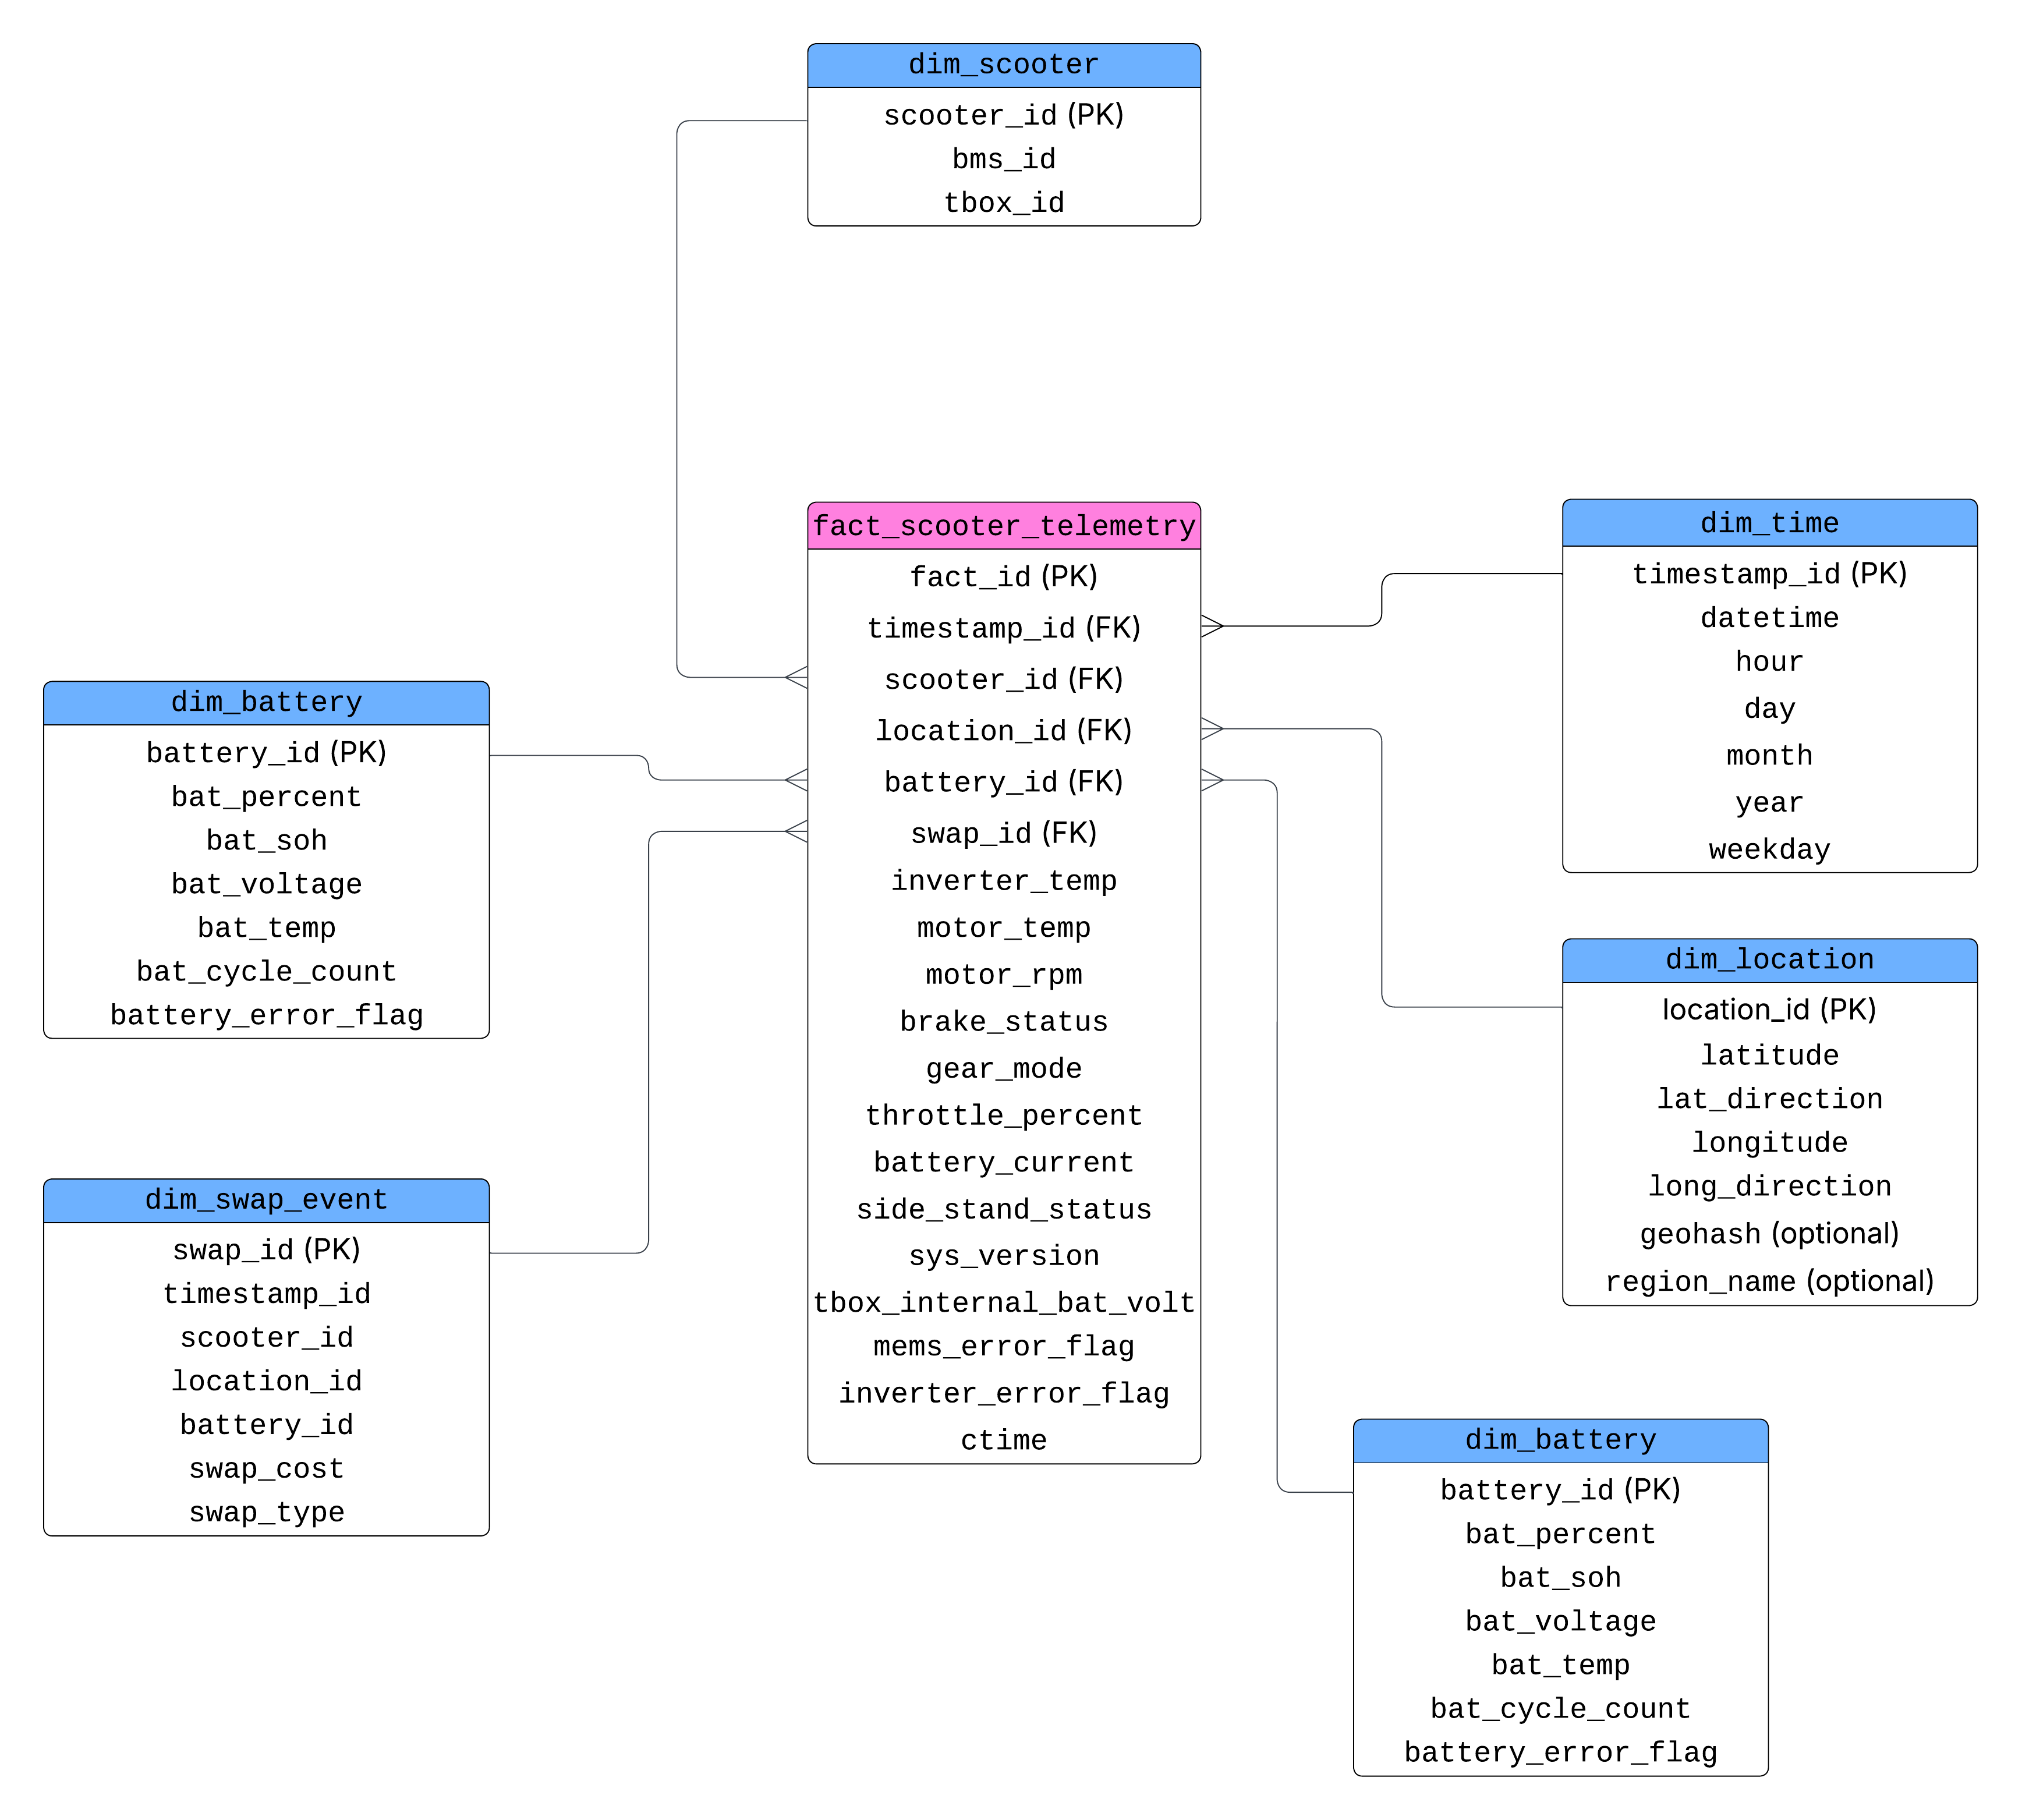 dim_scooter
scooter_id (PK)
bms_id
tbox_id
fact_scooter_telemetry
fact_id (PK)
timestamp_id (FK)
scooter_id (FK)
location_id (FK)
battery_id (FK)
swap_id (FK)
inverter_temp
motor_temp
motor_rpm
brake_status
gear_mode
throttle_percent
battery_current
side_stand_status
sys_version
tbox_internal_bat_volt
mems_error_flag
inverter_error_flag
ctime
dim_time
timestamp_id (PK)
datetime
hour
day
month
year
weekday
dim_battery
battery_id (PK)
bat_percent
bat_soh
bat_voltage
bat_temp
bat_cycle_count
battery_error_flag
dim_location
location_id (PK)
latitude
lat_direction
longitude
long_direction
geohash (optional)
region_name (optional)
dim_swap_event
swap_id (PK)
timestamp_id
scooter_id
location_id
battery_id
swap_cost
swap_type
dim_battery
battery_id (PK)
bat_percent
bat_soh
bat_voltage
bat_temp
bat_cycle_count
battery_error_flag